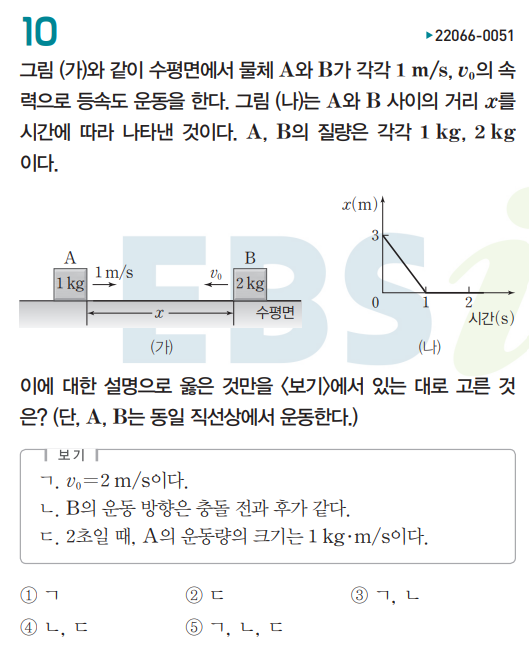 10
▶22066-0051
그림 (가)와 같이 수평면에서 물체 A와 B가 각각 1 m/s, v₀의 속
력으로 등속도 운동을 한다. 그림 (나)는 A와 B 사이의 거리 x를
시간에 따라 나타낸 것이다. A, B의 질량은 각각 1 kg, 2 kg
이다.
A
1 m/s
v₀
B
1 kg
2 kg
x
수평면
(가)
x(m)
3
0
1
2
시간(s)
(나)
EBSi
이에 대한 설명으로 옳은 것만을 〈보기〉에서 있는 대로 고른 것
은? (단, A, B는 동일 직선상에서 운동한다.)
보기
ㄱ. v₀=2 m/s이다.
ㄴ. B의 운동 방향은 충돌 전과 후가 같다.
ㄷ. 2초일 때, A의 운동량의 크기는 1 kg·m/s이다.
① ㄱ ② ㄷ ③ ㄱ, ㄴ
④ ㄴ, ㄷ ⑤ ㄱ, ㄴ, ㄷ